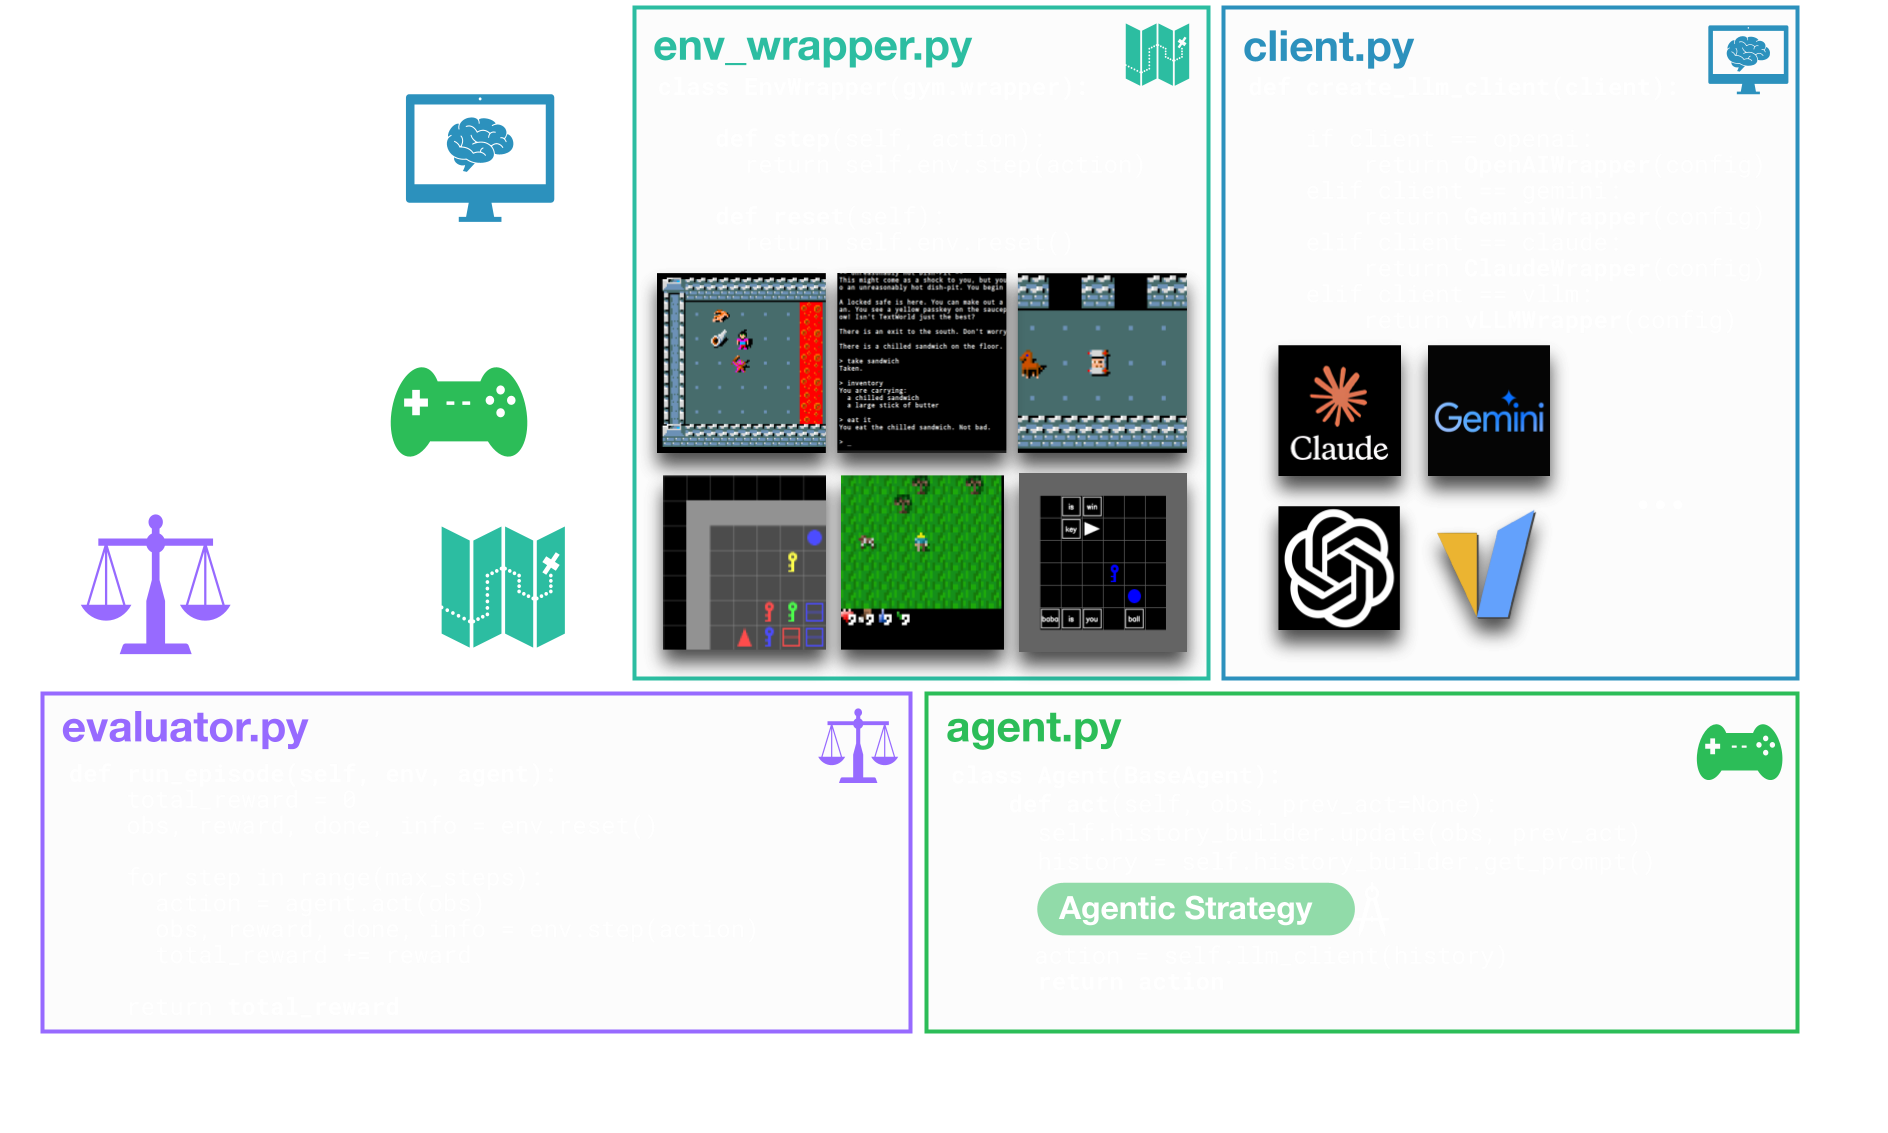 env_wrapper.py
class EnvWrapper(gym.wrapper):
def step(self, action)
return self.env.step(action)
def reset(self):
return self.env.reset()
This might come as a shock to you, but you
o an unreasonably hot dish-pit. You begin
A locked safe is here. You can make out a
an. You see a yellow passkey on the saucep
ow! Isn't TextWorld just the best?
There is an exit to the south. Don't worry
There is a chilled sandwich on the floor.
> take sandwich
Taken.
> inventory
You are carrying:
a chilled sandwich
a large stick of butter
> eat it
You eat the chilled sandwich. Not bad.
> _
is win
key
baba is you ball
client.py
def create_llm_client(client):
if client == openai:
return OpenAIWrapper(config)
elif client == gemini
return GeminiWrapper(config)
elif client == claude
return ClaudeWrapper(config)
elif client == vllm
return vLLMWrapper(config)
Claude
Gemini
...
evaluator.py
def run_episode(self, env, agent):
total_reward = 0
obs, reward, done, info = env.reset()
for step in range(max_steps):
action = agent.act(obs)
obs, reward, done, info = env.step(action)
total_reward += reward
return total_reward
agent.py
class Agent(BaseAgent):
def act(self, obs, prev_act=None):
self.history_builder.update(obs, prev_act)
history = self.history_builder.get_prompt()
Agentic Strategy
action = self.llm_client(history)
return action